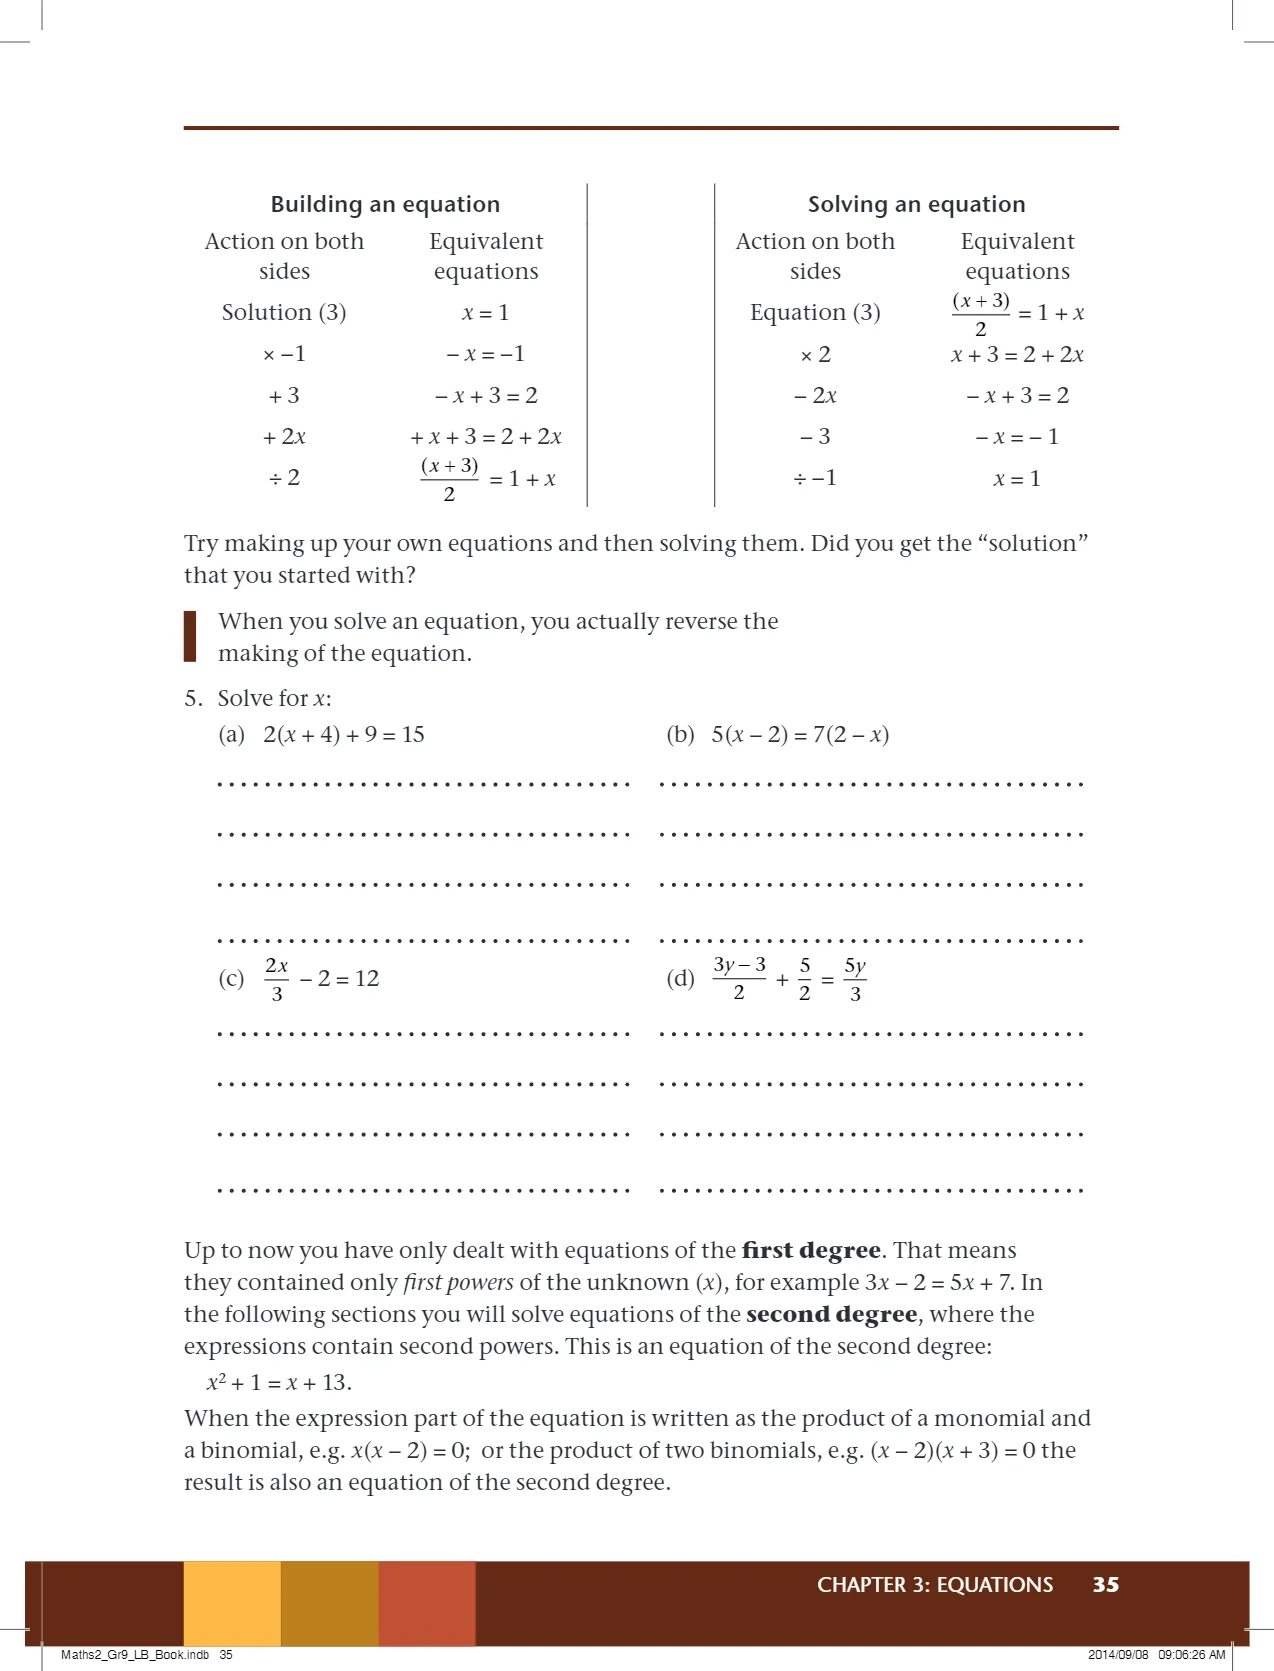 Building an equation
Solving an equation
Action on both sides Equivalent equations Action on both sides Equivalent equations
Solution (3) x = 1 Equation (3) (x + 3)/2 = 1 + x
× –1 – x = –1 × 2 x + 3 = 2 + 2x
+ 3 – x + 3 = 2 – 2x – x + 3 = 2
+ 2x + x + 3 = 2 + 2x – 3 – x = – 1
÷ 2 (x + 3)/2 = 1 + x ÷ –1 x = 1
Try making up your own equations and then solving them. Did you get the “solution”
that you started with?
When you solve an equation, you actually reverse the
making of the equation.
5. Solve for x:
(a) 2(x + 4) + 9 = 15 (b) 5(x – 2) = 7(2 – x)
(c) 2x/3 – 2 = 12 (d) 3y – 3/2 + 5/2 = 5y/3
Up to now you have only dealt with equations of the first degree. That means
they contained only first powers of the unknown (x), for example 3x – 2 = 5x + 7. In
the following sections you will solve equations of the second degree, where the
expressions contain second powers. This is an equation of the second degree:
x² + 1 = x + 13.
When the expression part of the equation is written as the product of a monomial and
a binomial, e.g. x(x – 2) = 0; or the product of two binomials, e.g. (x – 2)(x + 3) = 0 the
result is also an equation of the second degree.
CHAPTER 3: EQUATIONS 35
Maths2_Gr9_LB_Book.indb 35 2014/09/08 09:06:26 AM